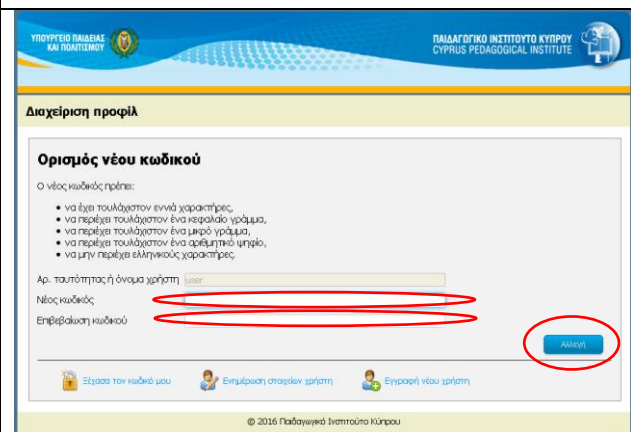 ΥΠΟΥΡΓΕΙΟ ΠΑΙΔΕΙΑΣ
ΚΑΙ ΠΟΛΙΤΙΣΜΟΥ
ΠΑΙΔΑΓΩΓΙΚΟ ΙΝΣΤΙΤΟΥΤΟ ΚΥΠΡΟΥ
CYPRUS PEDAGOGICAL INSTITUTE
Διαχείριση προφίλ
Ορισμός νέου κωδικού
Ο νέος κωδικός πρέπει:
• να έχει τουλάχιστον εννιά χαρακτήρες,
• να περιέχει τουλάχιστον ένα κεφαλαίο γράμμα,
• να περιέχει τουλάχιστον ένα μικρό γράμμα,
• να περιέχει τουλάχιστον ένα αριθμητικό ψηφίο,
• να μην περιέχει ελληνικούς χαρακτήρες.
Αρ. ταυτότητας ή όνομα χρήστη user
Νέος κωδικός
Επιβεβαίωση κωδικού
Αλλαγή
Ξέχασα τον κωδικό μου Ενημέρωση στοιχείων χρήστη Εγγραφή νέου χρήστη
© 2016 Παιδαγωγικό Ινστιτούτο Κύπρου